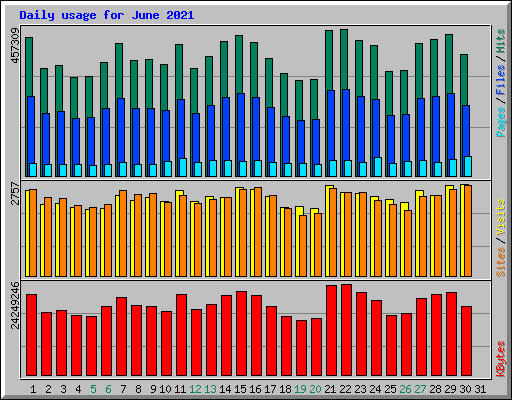 Daily usage for June 2021
457309
Pages / Files / Hits
2757
Sites / Visits
24249246
KBytes
1 2 3 4 5 6 7 8 9 10 11 12 13 14 15 16 17 18 19 20 21 22 23 24 25 26 27 28 29 30 31